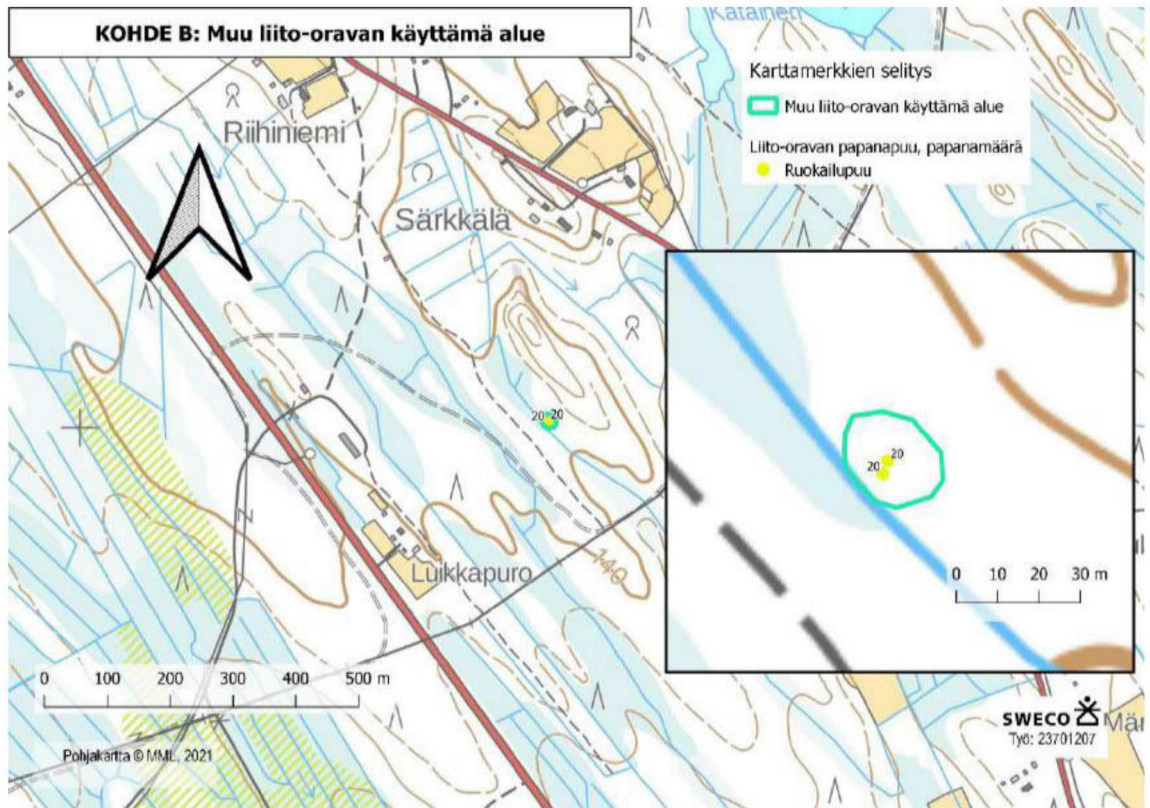 KOHDE B: Muu liito-oravan käyttämä alue
Katainen
Karttamerkkien selitys
Muu liito-oravan käyttämä alue
Liito-oravan papanapuu, papanamäärä
Ruokailupuu
Riihiniemi
Särkkälä
20 20
20
20
0 10 20 30 m
Luikkapuro
140
0 100 200 300 400 500 m
SWECO
Työ: 23701207
Pohjakartta © MML, 2021